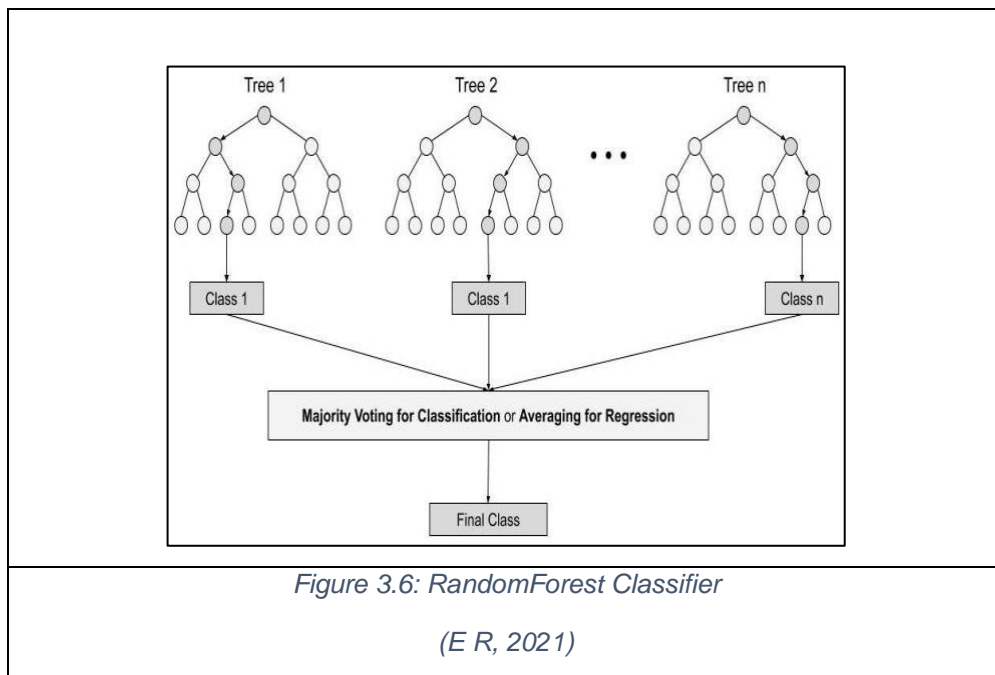 Tree 1 Tree 2 Tree n
Class 1 Class 1 Class n
Majority Voting for Classification or Averaging for Regression
Final Class
Figure 3.6: RandomForest Classifier
(E R, 2021)